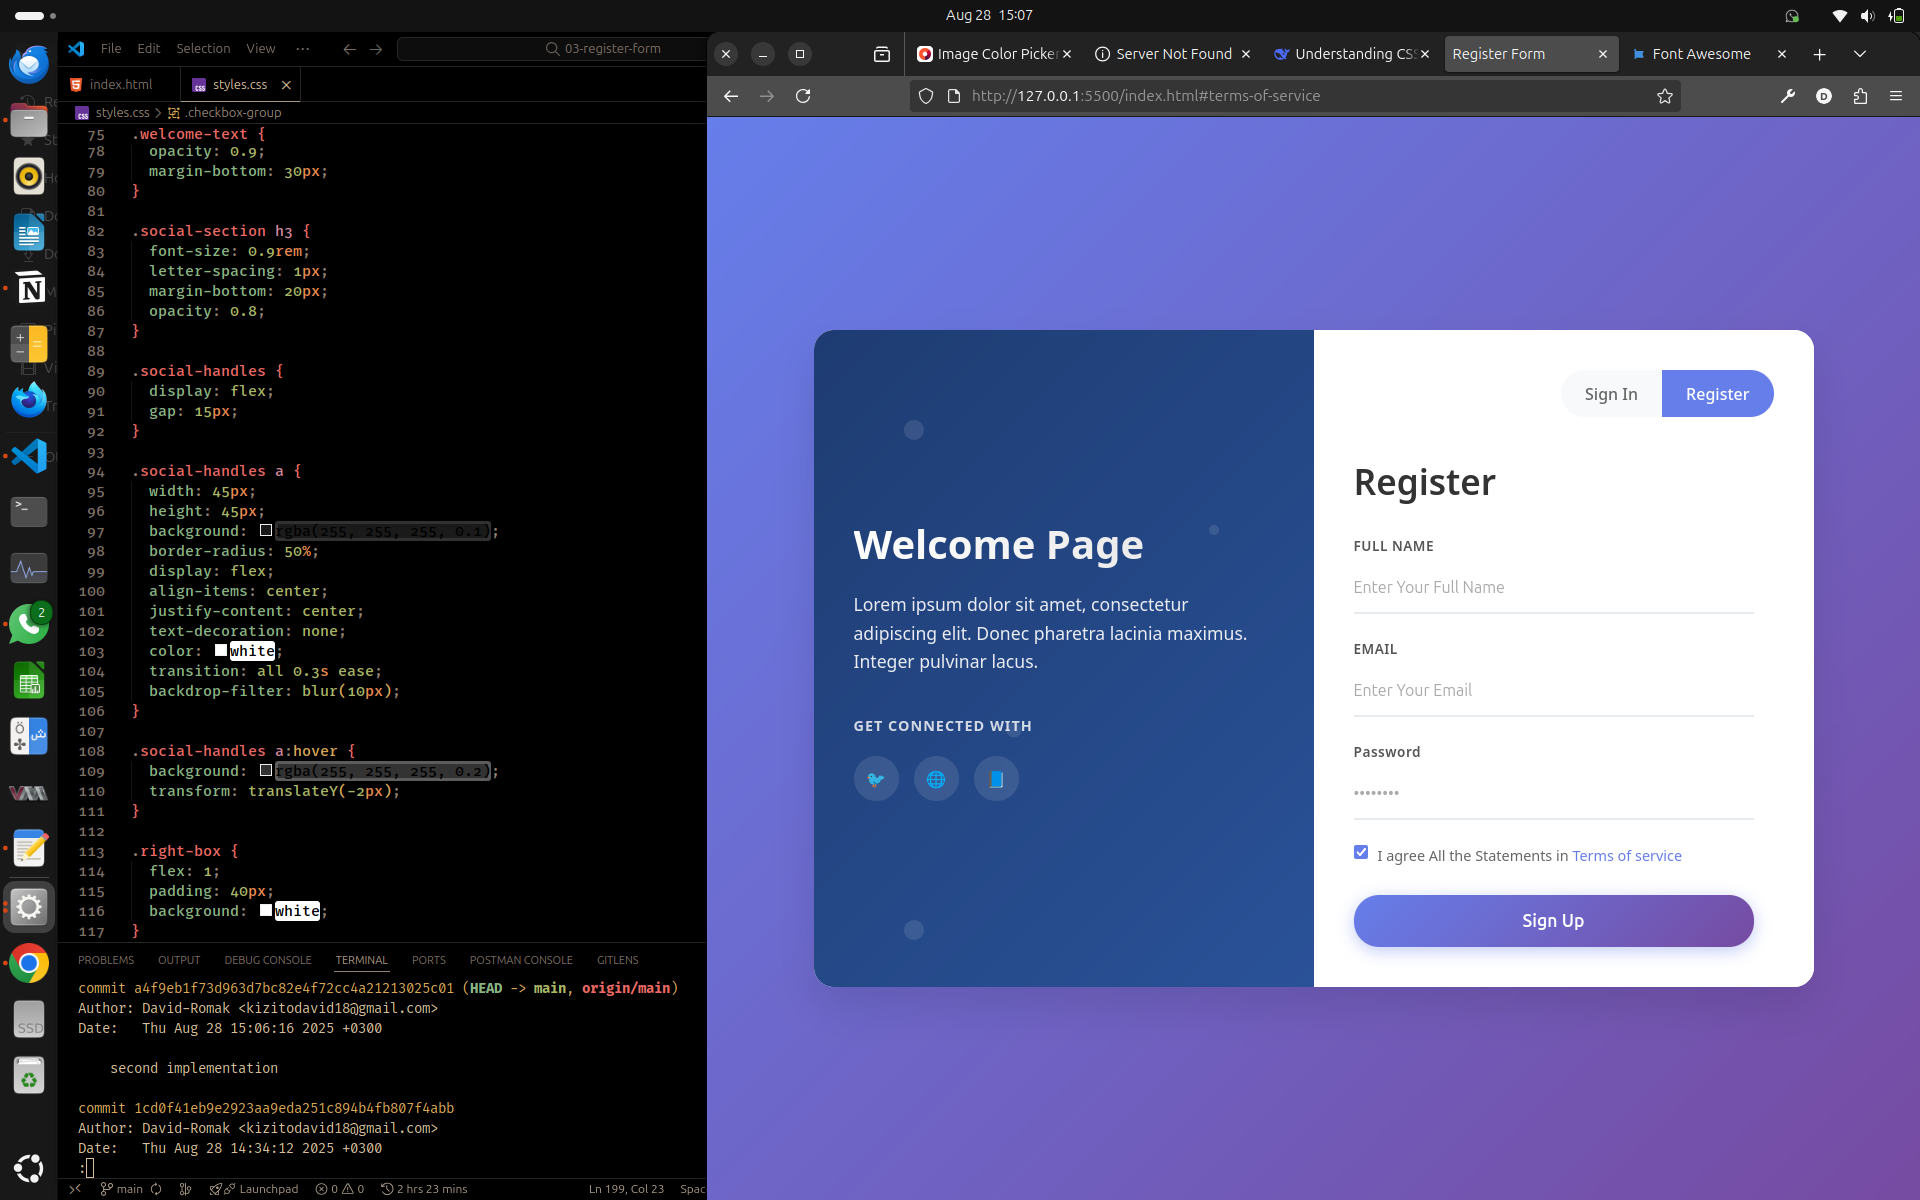 Aug 28 15:07
File Edit Selection View ···
03-register-form
index.html
styles.css
styles.css > .checkbox-group
75 .welcome-text {
78 opacity: 0.9;
79 margin-bottom: 30px;
80 }
81
82 .social-section h3 {
83 font-size: 0.9rem;
84 letter-spacing: 1px;
85 margin-bottom: 20px;
86 opacity: 0.8;
87 }
88
89 .social-handles {
90 display: flex;
91 gap: 15px;
92 }
93
94 .social-handles a {
95 width: 45px;
96 height: 45px;
97 background: rgba(255, 255, 255, 0.1);
98 border-radius: 50%;
99 display: flex;
100 align-items: center;
101 justify-content: center;
102 text-decoration: none;
103 color: white;
104 transition: all 0.3s ease;
105 backdrop-filter: blur(10px);
106 }
107
108 .social-handles a:hover {
109 background: rgba(255, 255, 255, 0.2);
110 transform: translateY(-2px);
111 }
112
113 .right-box {
114 flex: 1;
115 padding: 40px;
116 background: white;
117 }
PROBLEMS OUTPUT DEBUG CONSOLE TERMINAL PORTS POSTMAN CONSOLE GITLENS
commit a4f9eb1f73d963d7bc82e4f72cc4a21213025c01 (HEAD -> main, origin/main)
Author: David-Romak <kizitodavid18@gmail.com>
Date: Thu Aug 28 15:06:16 2025 +0300
second implementation
commit 1cd0f41eb9e2923aa9eda251c894b4fb807f4abb
Author: David-Romak <kizitodavid18@gmail.com>
Date: Thu Aug 28 14:34:12 2025 +0300
:
main Launchpad 0 0 2 hrs 23 mins Ln 199, Col 23 Spac
2
SSD
Image Color Picker
Server Not Found
Understanding CS
Register Form
Font Awesome
http://127.0.0.1:5500/index.html#terms-of-service
D
Welcome Page
Lorem ipsum dolor sit amet, consectetur
adipiscing elit. Donec pharetra lacinia maximus.
Integer pulvinar lacus.
GET CONNECTED WITH
Sign In
Register
Register
FULL NAME
Enter Your Full Name
EMAIL
Enter Your Email
Password
••••••••
I agree All the Statements in Terms of service
Sign Up